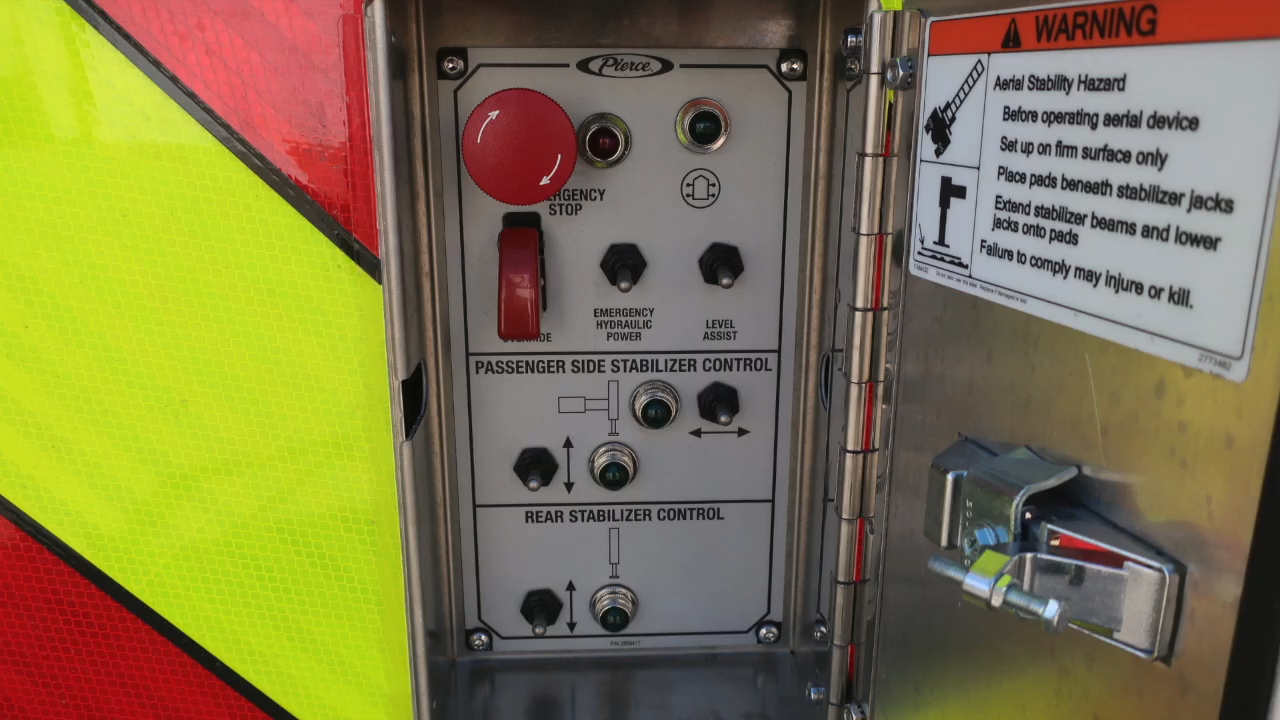 Pierce
ERGENCY
STOP
OVERRIDE
EMERGENCY
HYDRAULIC
POWER
LEVEL
ASSIST
PASSENGER SIDE STABILIZER CONTROL
REAR STABILIZER CONTROL
WARNING
Aerial Stability Hazard
Before operating aerial device
Set up on firm surface only
Place pads beneath stabilizer jacks
Extend stabilizer beams and lower
jacks onto pads
Failure to comply may injure or kill.
2773482